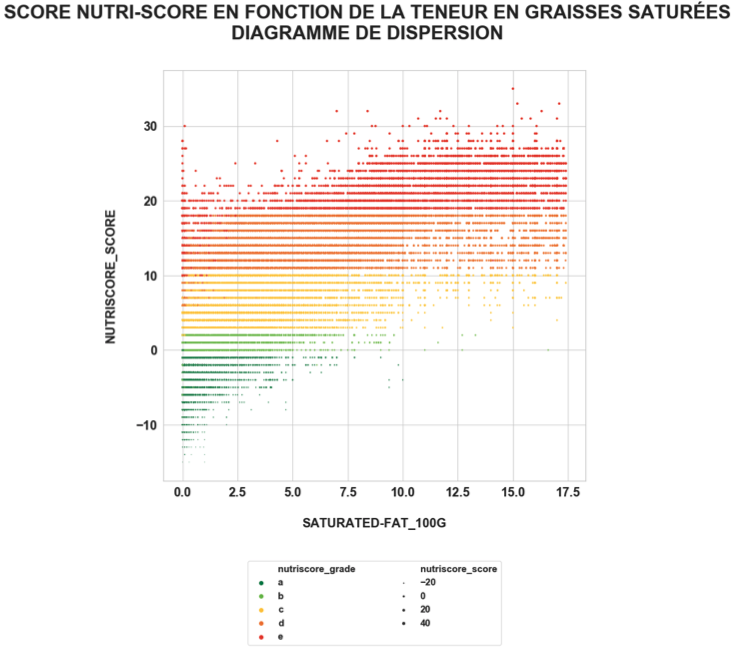 SCORE NUTRI-SCORE EN FONCTION DE LA TENEUR EN GRAISSES SATURÉES
DIAGRAMME DE DISPERSION
NUTRISCORE_SCORE
30
20
10
0
−10
0.0 2.5 5.0 7.5 10.0 12.5 15.0 17.5
SATURATED-FAT_100G
nutriscore_grade nutriscore_score
a −20
b 0
c 20
d 40
e